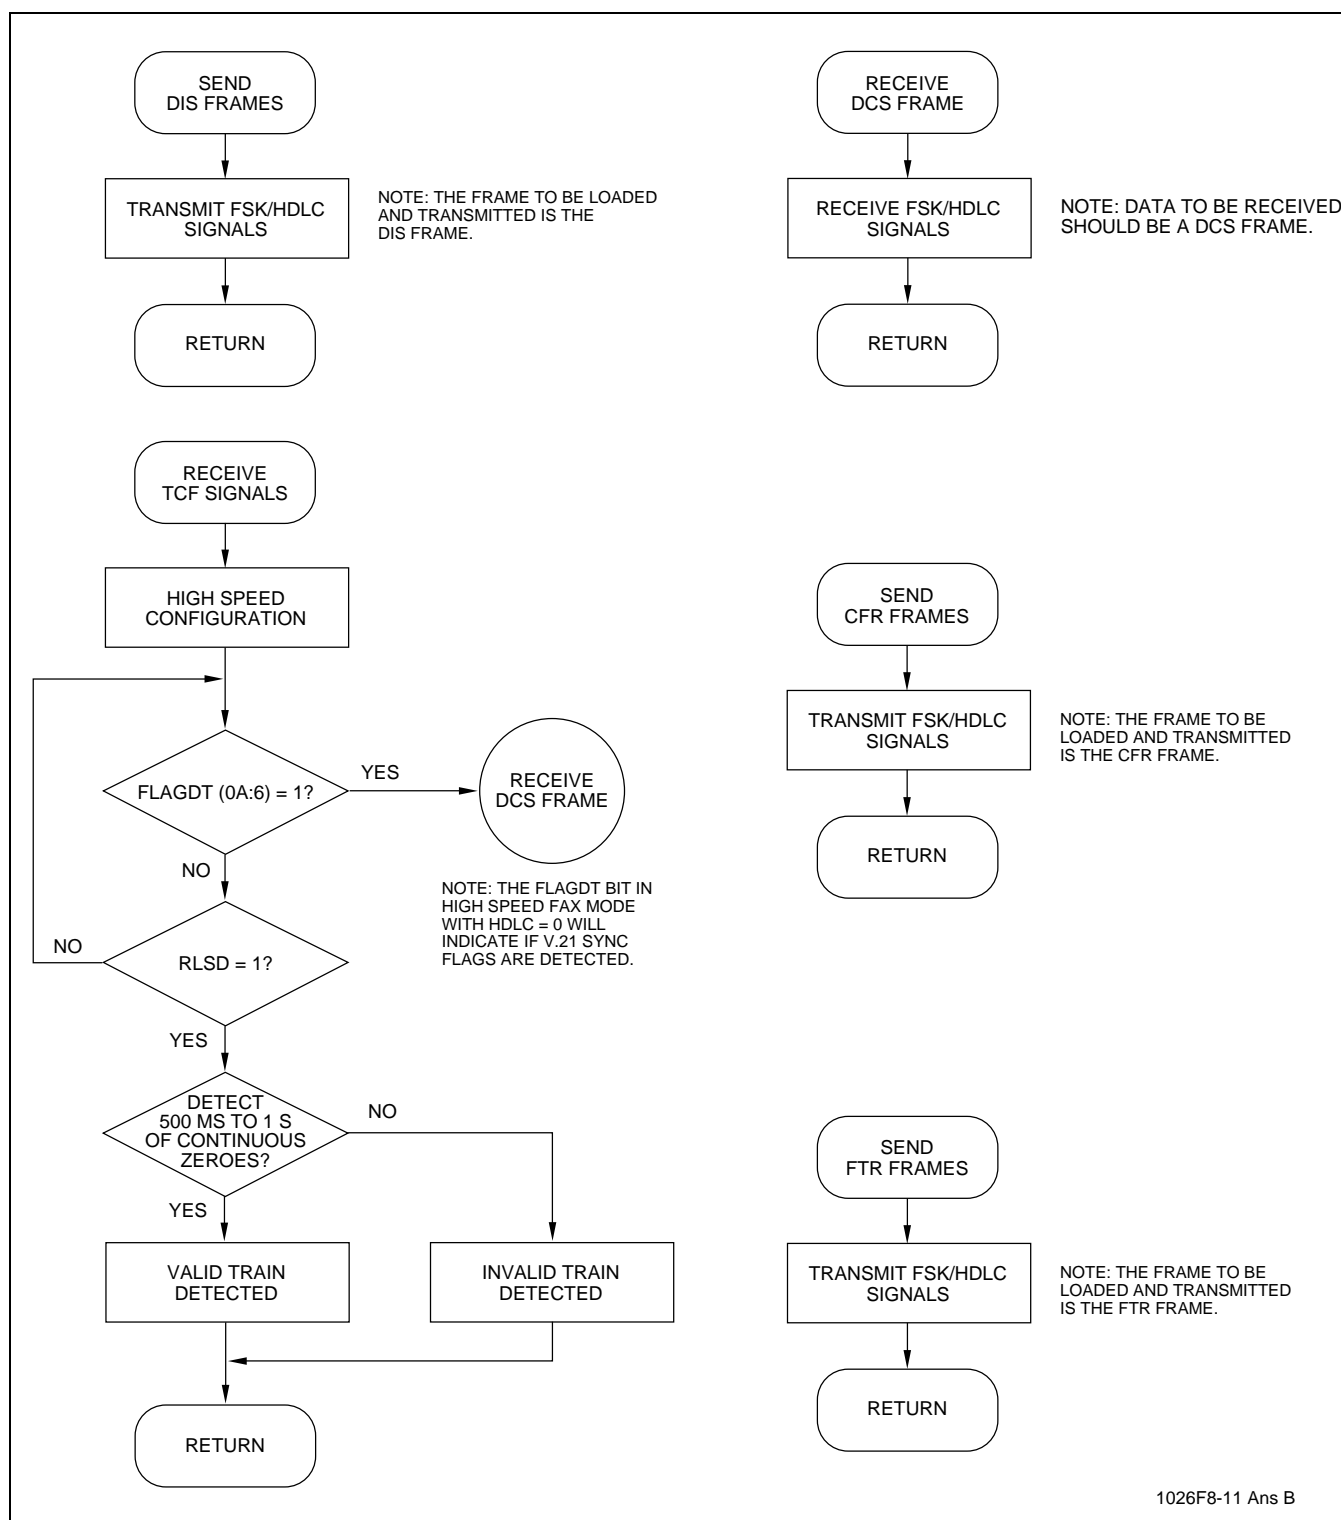 SEND
DIS FRAMES
TRANSMIT FSK/HDLC
SIGNALS
NOTE: THE FRAME TO BE LOADED
AND TRANSMITTED IS THE
DIS FRAME.
RETURN
RECEIVE
DCS FRAME
RECEIVE FSK/HDLC
SIGNALS
NOTE: DATA TO BE RECEIVED
SHOULD BE A DCS FRAME.
RETURN
RECEIVE
TCF SIGNALS
HIGH SPEED
CONFIGURATION
FLAGDT (0A:6) = 1?
YES
RECEIVE
DCS FRAME
NO
NOTE: THE FLAGDT BIT IN
HIGH SPEED FAX MODE
WITH HDLC = 0 WILL
INDICATE IF V.21 SYNC
FLAGS ARE DETECTED.
NO
RLSD = 1?
YES
DETECT
500 MS TO 1 S
OF CONTINUOUS
ZEROES?
NO
YES
VALID TRAIN
DETECTED
INVALID TRAIN
DETECTED
RETURN
SEND
CFR FRAMES
TRANSMIT FSK/HDLC
SIGNALS
NOTE: THE FRAME TO BE
LOADED AND TRANSMITTED
IS THE CFR FRAME.
RETURN
SEND
FTR FRAMES
TRANSMIT FSK/HDLC
SIGNALS
NOTE: THE FRAME TO BE
LOADED AND TRANSMITTED
IS THE FTR FRAME.
RETURN
1026F8-11 Ans B